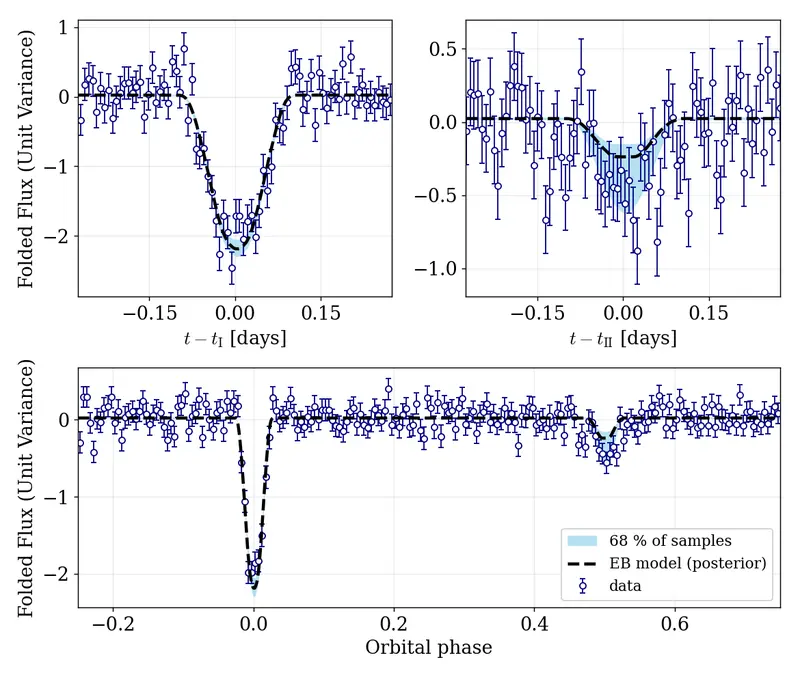 1
0
−1
−2
Folded Flux (Unit Variance)
−0.15
0.00
0.15
t − t_I [days]
0.5
0.0
−0.5
−1.0
−0.15
0.00
0.15
t − t_II [days]
0
−1
−2
Folded Flux (Unit Variance)
−0.2
0.0
0.2
0.4
0.6
Orbital phase
68 % of samples
EB model (posterior)
data